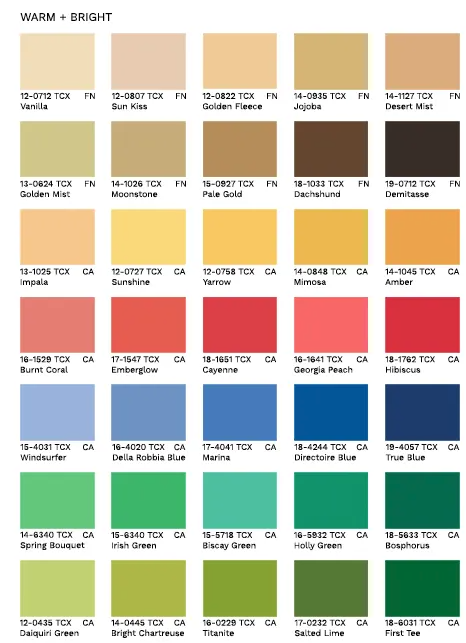 WARM + BRIGHT
12-0712 TCX FN 12-0807 TCX FN 12-0822 TCX FN 14-0935 TCX FN 14-1127 TCX FN
Vanilla Sun Kiss Golden Fleece Jojoba Desert Mist
13-0624 TCX FN 14-1026 TCX FN 15-0927 TCX FN 18-1033 TCX FN 19-0712 TCX FN
Golden Mist Moonstone Pale Gold Dachshund Demitasse
13-1025 TCX CA 12-0727 TCX CA 12-0758 TCX CA 14-0848 TCX CA 14-1045 TCX CA
Impala Sunshine Yarrow Mimosa Amber
16-1529 TCX CA 17-1547 TCX CA 18-1651 TCX CA 16-1641 TCX CA 18-1762 TCX CA
Burnt Coral Emberglow Cayenne Georgia Peach Hibiscus
15-4031 TCX CA 16-4020 TCX CA 17-4041 TCX CA 18-4244 TCX CA 19-4057 TCX CA
Windsurfer Della Robbia Blue Marina Directoire Blue True Blue
14-6340 TCX CA 15-6340 TCX CA 15-5718 TCX CA 16-5932 TCX CA 18-5633 TCX CA
Spring Bouquet Irish Green Biscay Green Holly Green Bosphorus
12-0435 TCX CA 14-0445 TCX CA 16-0229 TCX CA 17-0232 TCX CA 18-6031 TCX CA
Daiquiri Green Bright Chartreuse Titanite Salted Lime First Tee